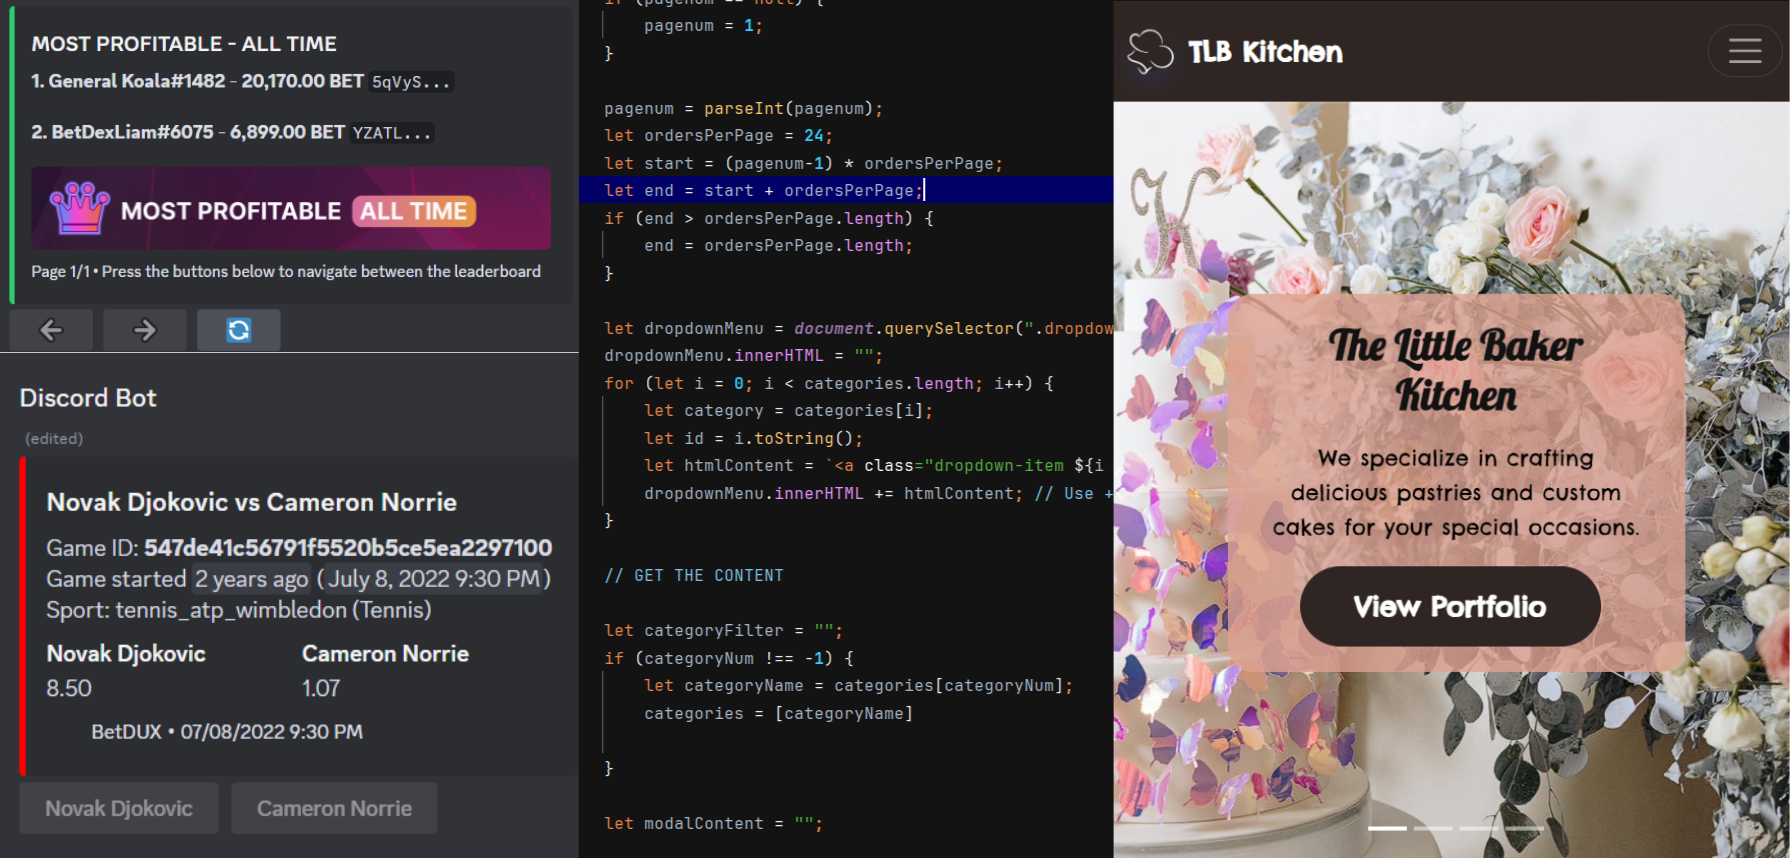 MOST PROFITABLE - ALL TIME
1. General Koala#1482 - 20,170.00 BET 5qVyS...
2. BetDexLiam#6075 - 6,899.00 BET YZATL...
MOST PROFITABLE ALL TIME
Page 1/1 • Press the buttons below to navigate between the leaderboard
Discord Bot
(edited)
Novak Djokovic vs Cameron Norrie
Game ID: 547de41c56791f5520b5ce5ea2297100
Game started 2 years ago (July 8, 2022 9:30 PM)
Sport: tennis_atp_wimbledon (Tennis)
Novak Djokovic Cameron Norrie
8.50 1.07
BetDUX • 07/08/2022 9:30 PM
Novak Djokovic Cameron Norrie
if (pagenum == null) {
pagenum = 1;
}
pagenum = parseInt(pagenum);
let ordersPerPage = 24;
let start = (pagenum-1) * ordersPerPage;
let end = start + ordersPerPage;
if (end > ordersPerPage.length) {
end = ordersPerPage.length;
}
let dropdownMenu = document.querySelector(".dropdow
dropdownMenu.innerHTML = "";
for (let i = 0; i < categories.length; i++) {
let category = categories[i];
let id = i.toString();
let htmlContent = `<a class="dropdown-item ${i
dropdownMenu.innerHTML += htmlContent; // Use +
}
// GET THE CONTENT
let categoryFilter = "";
if (categoryNum !== -1) {
let categoryName = categories[categoryNum];
categories = [categoryName]
}
let modalContent = "";
TLB Kitchen
The Little Baker
Kitchen
We specialize in crafting
delicious pastries and custom
cakes for your special occasions.
View Portfolio